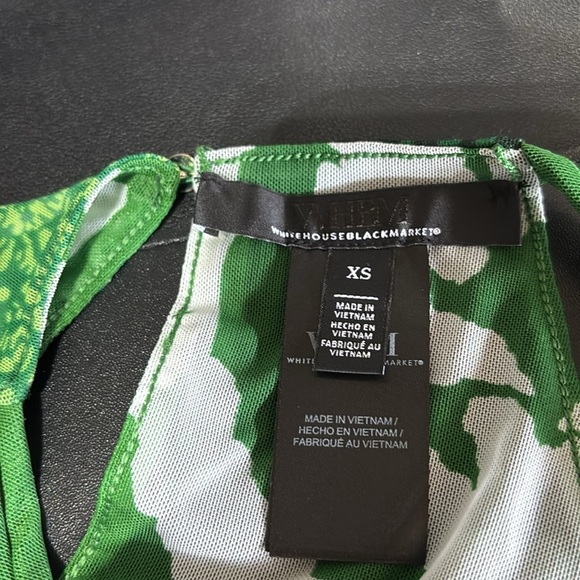 WHBM
WHITEHOUSEBLACKMARKET®
XS
MADE IN
VIETNAM
HECHO EN
VIETNAM
FABRIQUÉ AU
VIETNAM
WHITE MARKET®
MADE IN VIETNAM /
HECHO EN VIETNAM /
FABRIQUÉ AU VIETNAM